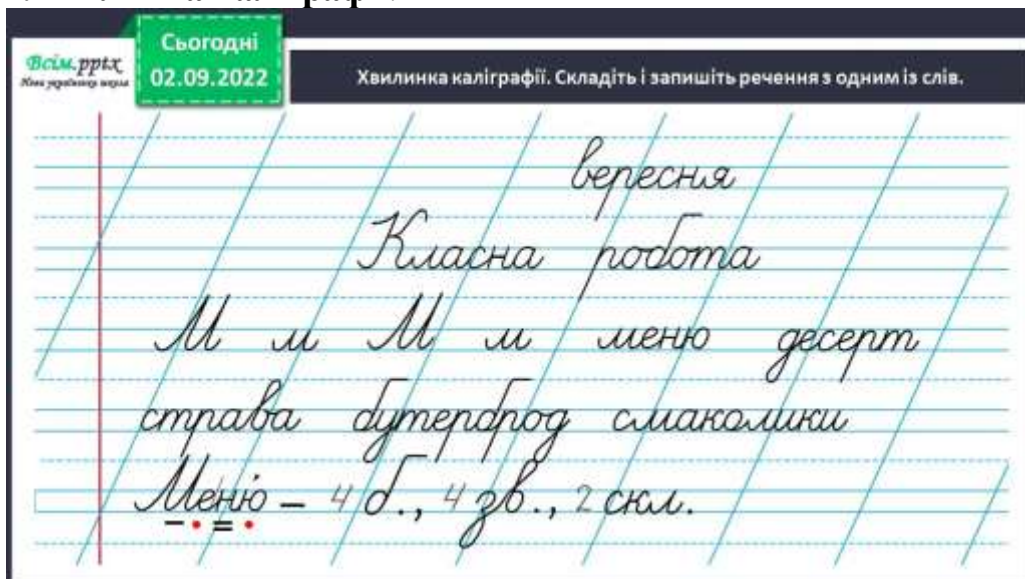 Сьогодні
Всім.pptx
Нова українська школа
02.09.2022
Хвилинка каліграфії. Складіть і запишіть речення з одним із слів.
вересня
Класна робота
М м М м меню десерт
страва бутерброд смаколики
Меню – 4 б., 4 зв., 2 скл.